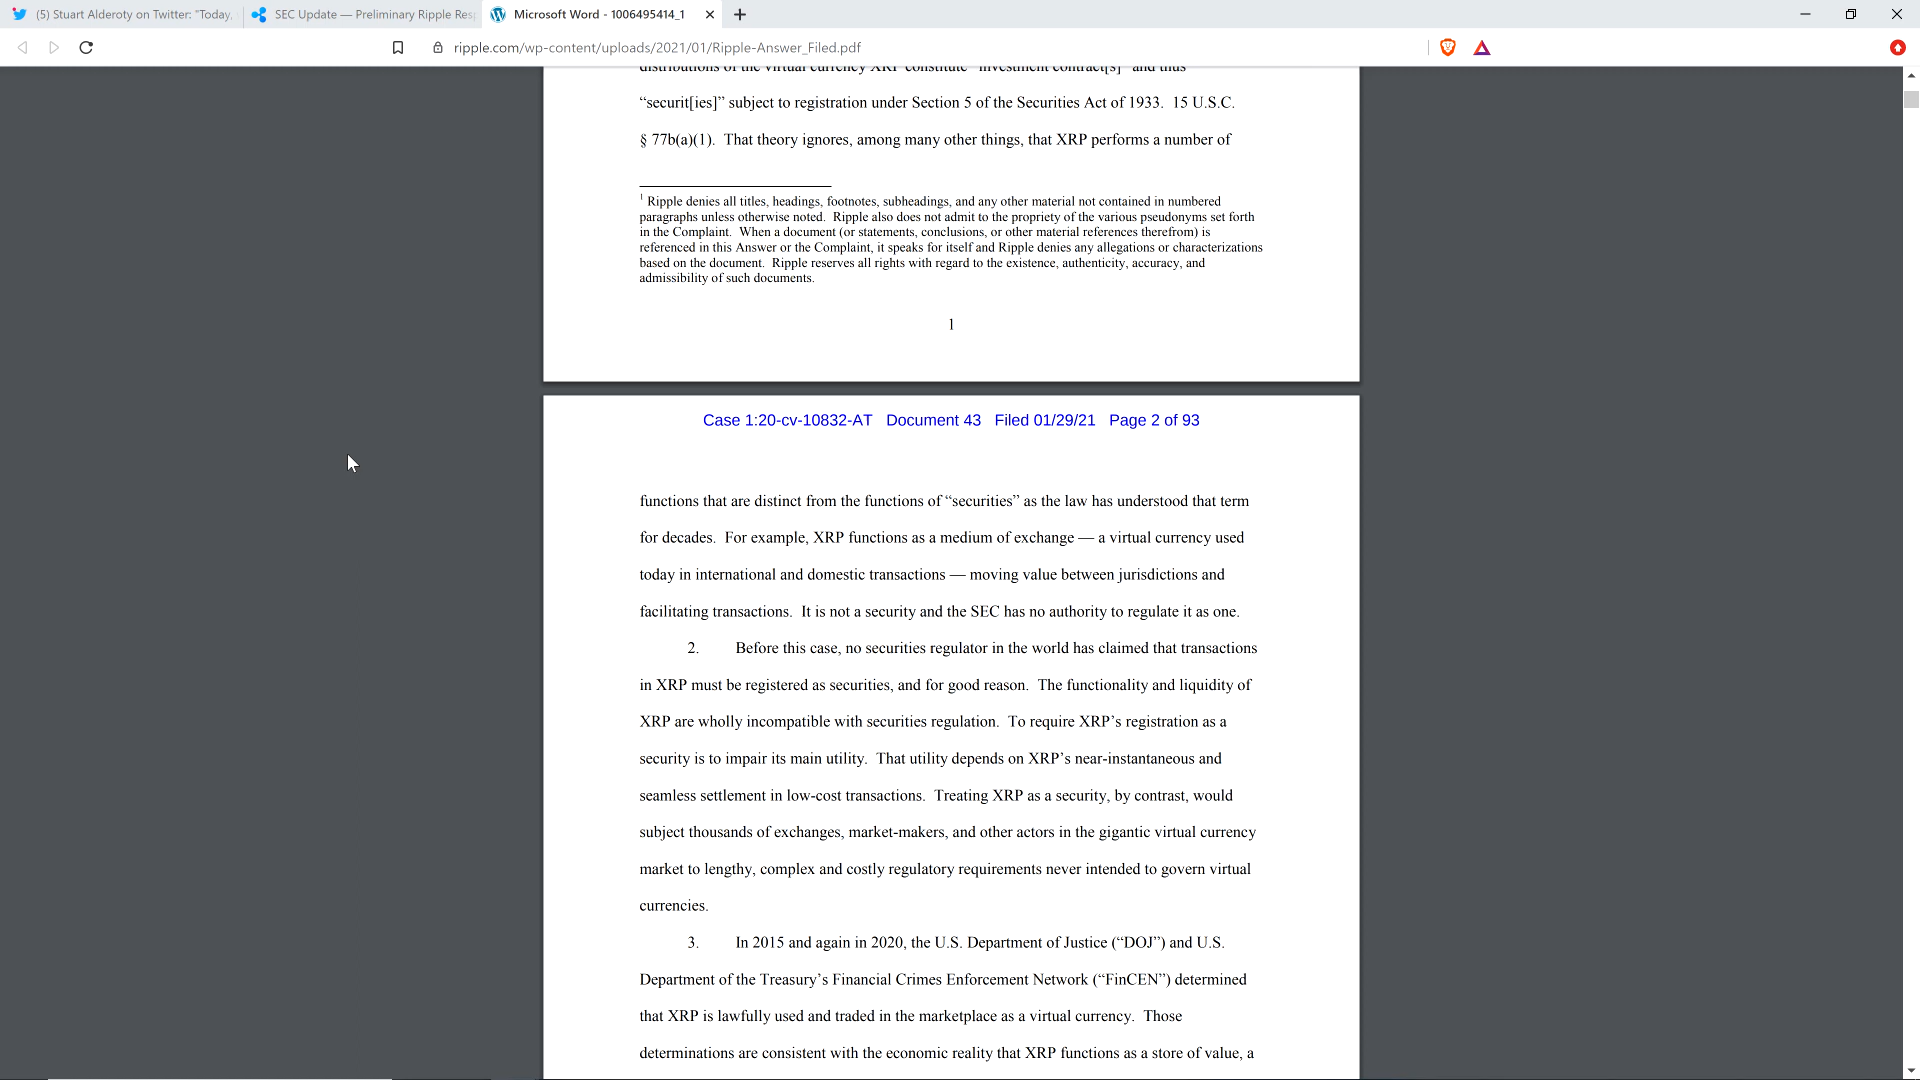 (5) Stuart Alderoty on Twitter: "Today,
SEC Update — Preliminary Ripple Res
Microsoft Word - 1006495414_1
ripple.com/wp-content/uploads/2021/01/Ripple-Answer_Filed.pdf
distributions of the virtual currency XRP constitute “investment contract[s]” and thus
“securit[ies]” subject to registration under Section 5 of the Securities Act of 1933. 15 U.S.C.
§ 77b(a)(1). That theory ignores, among many other things, that XRP performs a number of
1 Ripple denies all titles, headings, footnotes, subheadings, and any other material not contained in numbered
paragraphs unless otherwise noted. Ripple also does not admit to the propriety of the various pseudonyms set forth
in the Complaint. When a document (or statements, conclusions, or other material references therefrom) is
referenced in this Answer or the Complaint, it speaks for itself and Ripple denies any allegations or characterizations
based on the document. Ripple reserves all rights with regard to the existence, authenticity, accuracy, and
admissibility of such documents.
1
Case 1:20-cv-10832-AT Document 43 Filed 01/29/21 Page 2 of 93
functions that are distinct from the functions of “securities” as the law has understood that term
for decades. For example, XRP functions as a medium of exchange — a virtual currency used
today in international and domestic transactions — moving value between jurisdictions and
facilitating transactions. It is not a security and the SEC has no authority to regulate it as one.
2. Before this case, no securities regulator in the world has claimed that transactions
in XRP must be registered as securities, and for good reason. The functionality and liquidity of
XRP are wholly incompatible with securities regulation. To require XRP’s registration as a
security is to impair its main utility. That utility depends on XRP’s near-instantaneous and
seamless settlement in low-cost transactions. Treating XRP as a security, by contrast, would
subject thousands of exchanges, market-makers, and other actors in the gigantic virtual currency
market to lengthy, complex and costly regulatory requirements never intended to govern virtual
currencies.
3. In 2015 and again in 2020, the U.S. Department of Justice (“DOJ”) and U.S.
Department of the Treasury’s Financial Crimes Enforcement Network (“FinCEN”) determined
that XRP is lawfully used and traded in the marketplace as a virtual currency. Those
determinations are consistent with the economic reality that XRP functions as a store of value, a